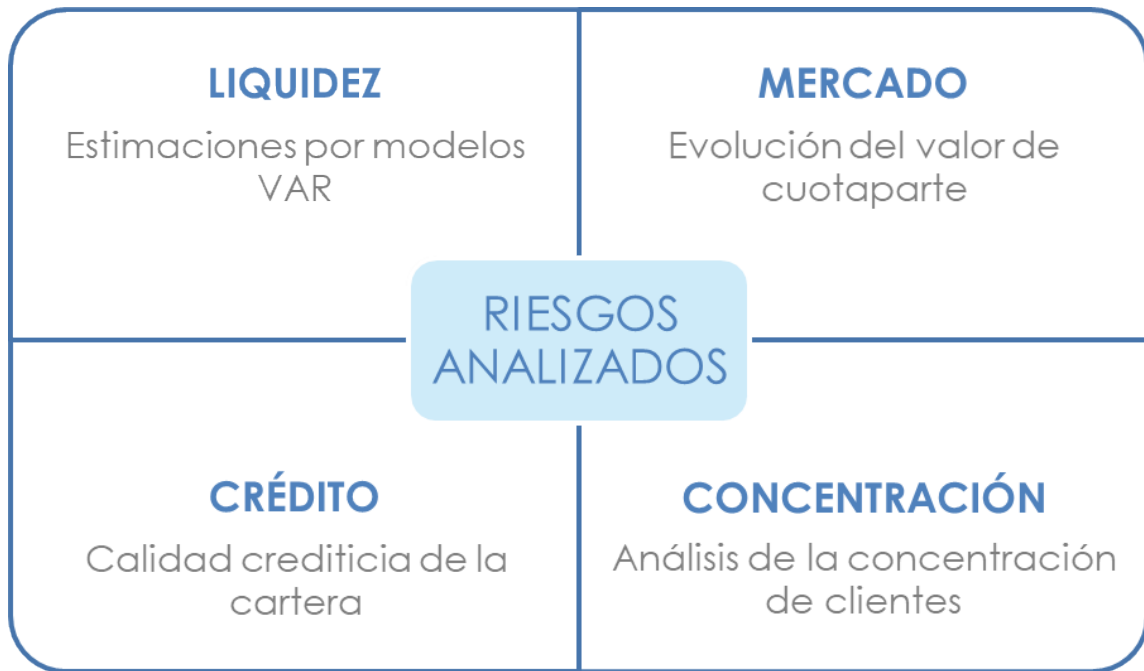 LIQUIDEZ
Estimaciones por modelos
VAR
MERCADO
Evolución del valor de
cuotaparte
RIESGOS
ANALIZADOS
CRÉDITO
Calidad crediticia de la
cartera
CONCENTRACIÓN
Análisis de la concentración
de clientes